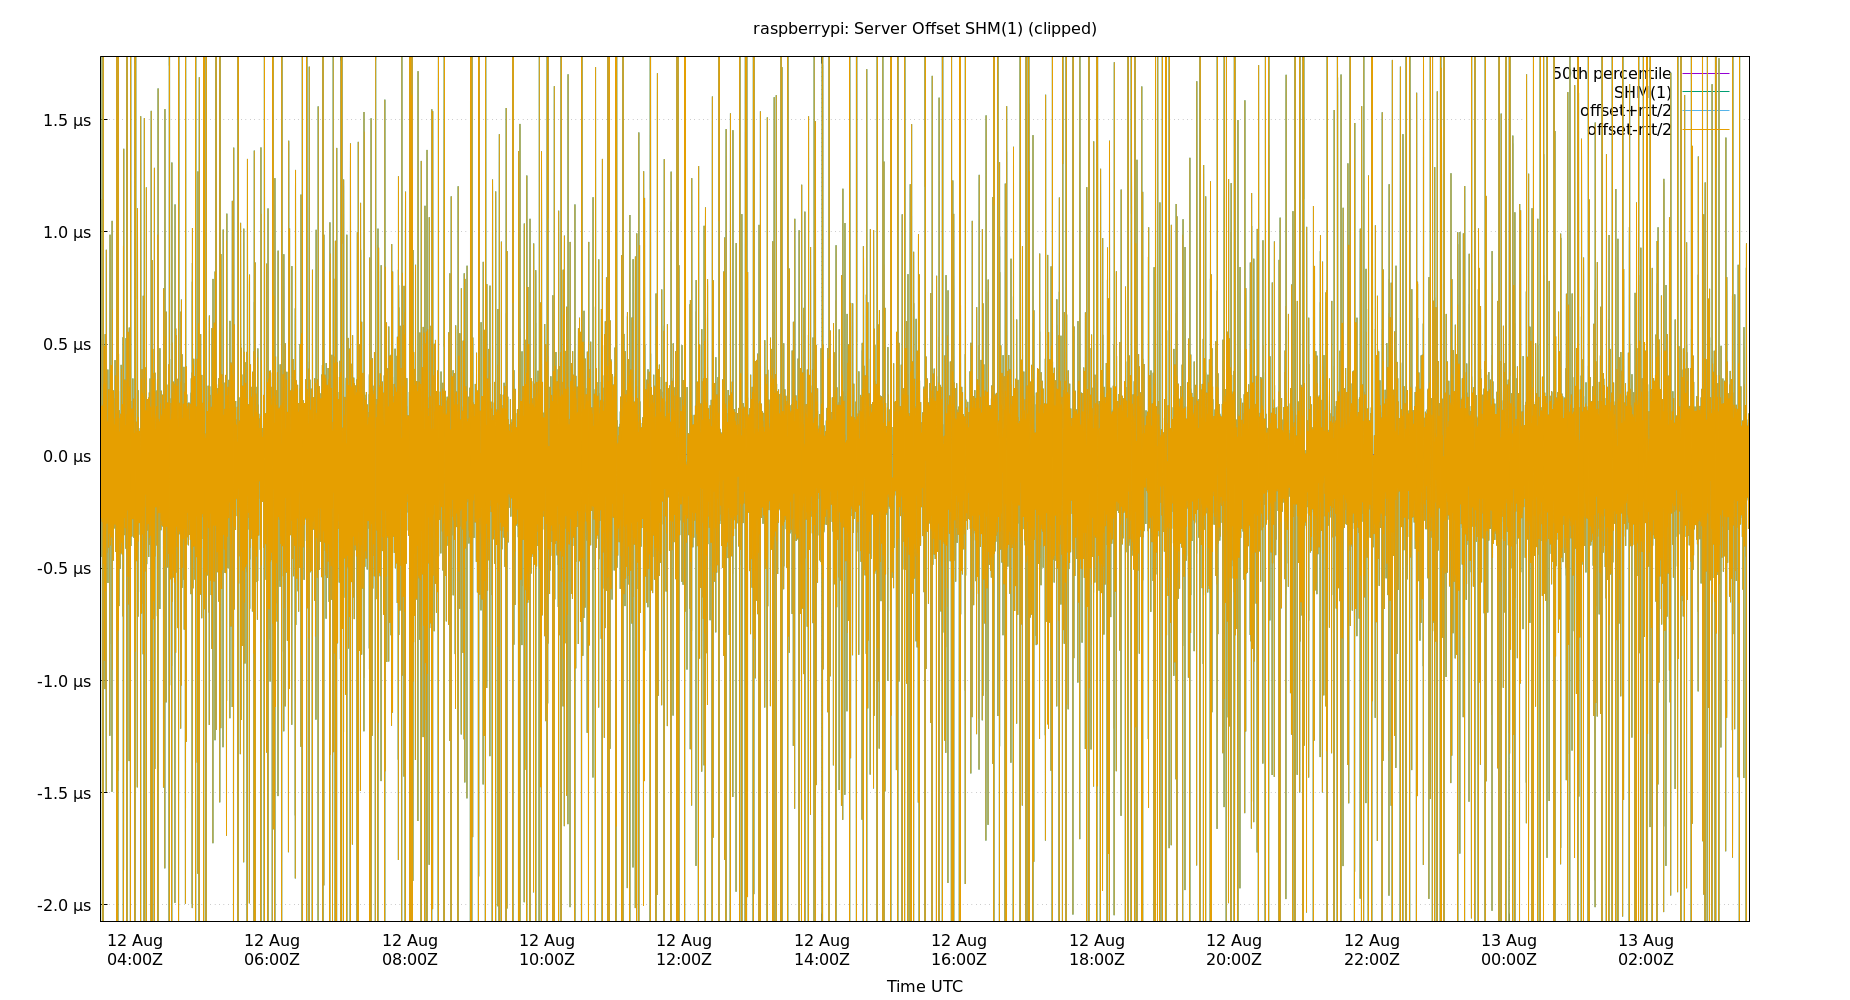 raspberrypi: Server Offset SHM(1) (clipped)
50th percentile
SHM(1)
offset+rtt/2
offset-rtt/2
1.5 µs
1.0 µs
0.5 µs
0.0 µs
-0.5 µs
-1.0 µs
-1.5 µs
-2.0 µs
12 Aug 12 Aug 12 Aug 12 Aug 12 Aug 12 Aug 12 Aug 12 Aug 12 Aug 12 Aug 13 Aug 13 Aug
04:00Z 06:00Z 08:00Z 10:00Z 12:00Z 14:00Z 16:00Z 18:00Z 20:00Z 22:00Z 00:00Z 02:00Z
Time UTC